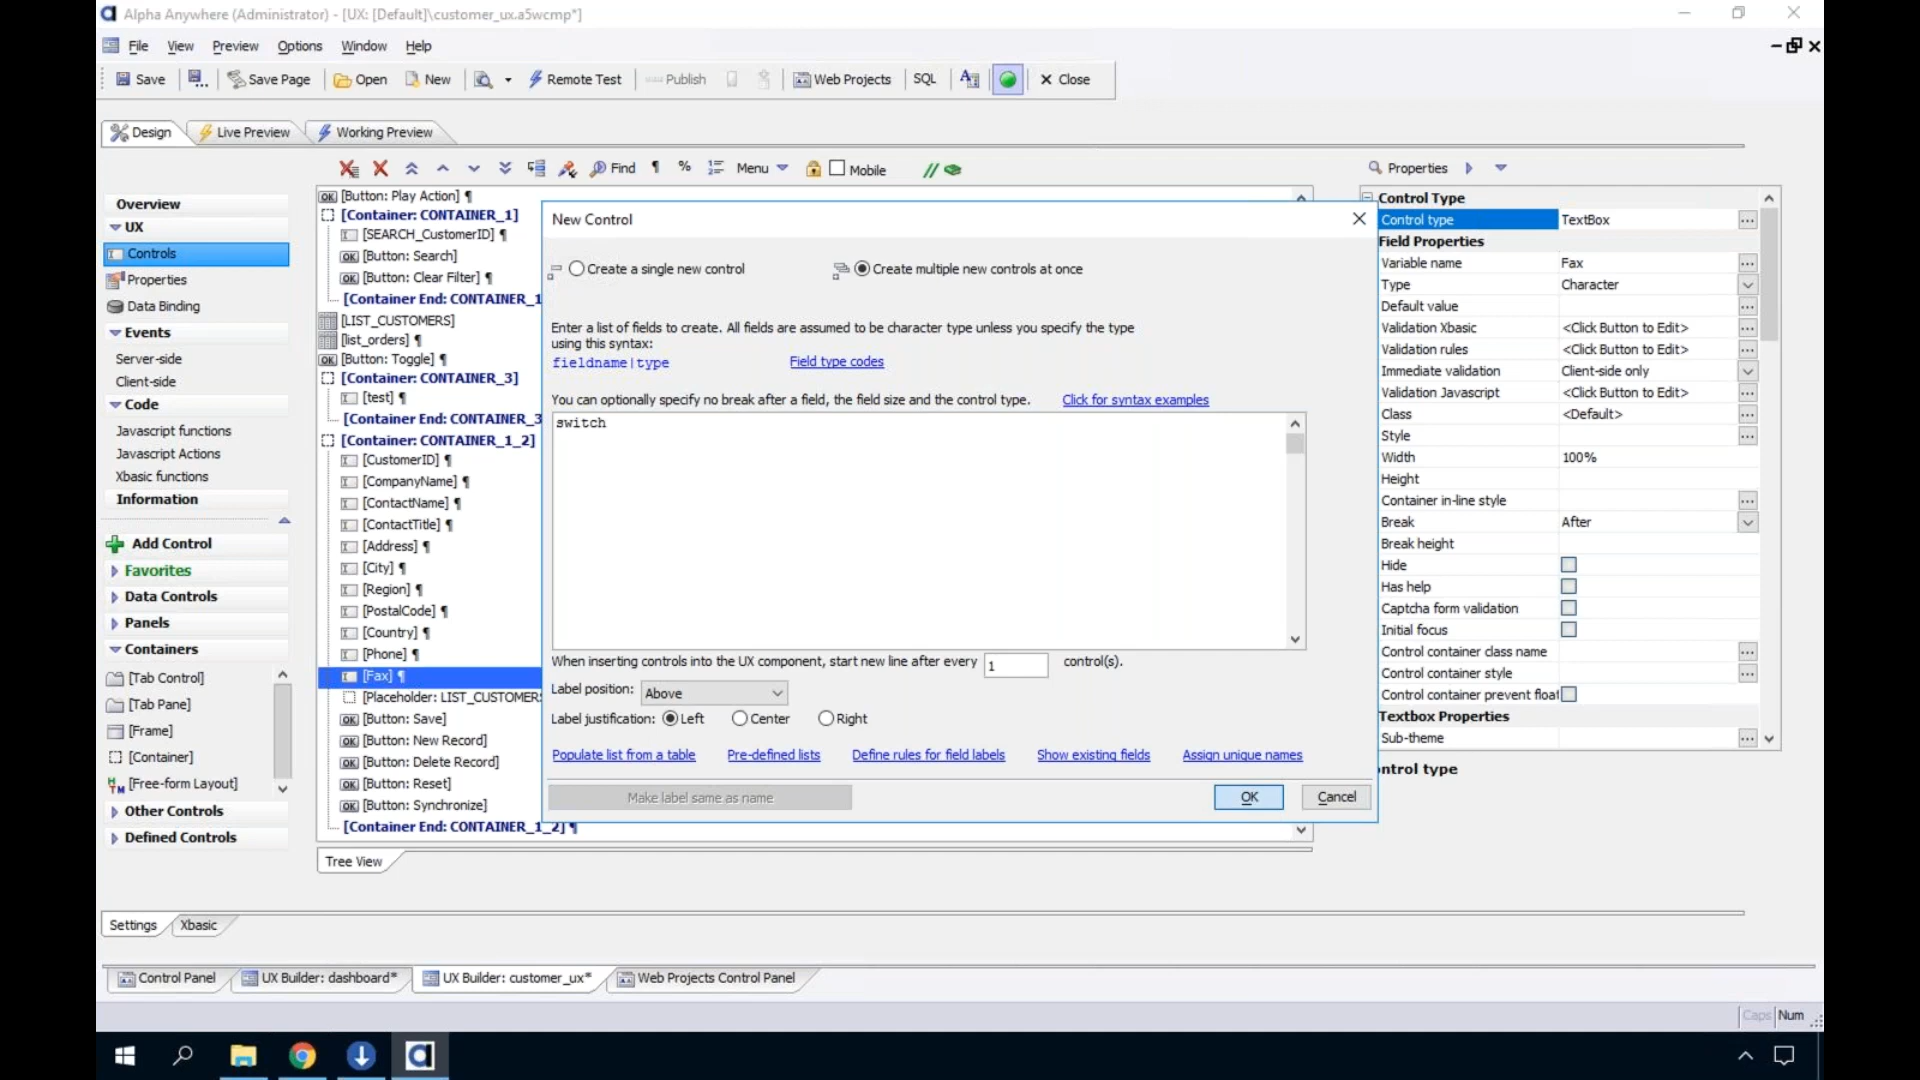 Alpha Anywhere (Administrator) - [UX: [Default]\customer_ux.a5wcmp*]
File View Preview Options Window Help
Save Save Page Open New Remote Test Publish Web Projects SQL Close
Design Live Preview Working Preview
Find ¶ % Menu Mobile // Properties
Overview
UX
Controls
Properties
Data Binding
Events
Server-side
Client-side
Code
Javascript functions
Javascript Actions
Xbasic functions
Information
Add Control
Favorites
Data Controls
Panels
Containers
[Tab Control]
[Tab Pane]
[Frame]
[Container]
[Free-form Layout]
Other Controls
Defined Controls
[Button: Play Action] ¶
[Container: CONTAINER_1]
[SEARCH_CustomerID] ¶
[Button: Search]
[Button: Clear Filter] ¶
[Container End: CONTAINER_1
[LIST_CUSTOMERS]
[list_orders] ¶
[Button: Toggle] ¶
[Container: CONTAINER_3]
[test] ¶
[Container End: CONTAINER_3
[Container: CONTAINER_1_2]
[CustomerID] ¶
[CompanyName] ¶
[ContactName] ¶
[ContactTitle] ¶
[Address] ¶
[City] ¶
[Region] ¶
[PostalCode] ¶
[Country] ¶
[Phone] ¶
[Fax] ¶
[Placeholder: LIST_CUSTOMERS
[Button: Save]
[Button: New Record]
[Button: Delete Record]
[Button: Reset]
[Button: Synchronize]
[Container End: CONTAINER_1_2] ¶
Tree View
New Control
Create a single new control Create multiple new controls at once
Enter a list of fields to create. All fields are assumed to be character type unless you specify the type
using this syntax:
fieldname|type Field type codes
You can optionally specify no break after a field, the field size and the control type. Click for syntax examples
switch
When inserting controls into the UX component, start new line after every 1 control(s).
Label position: Above
Label justification: Left Center Right
Populate list from a table Pre-defined lists Define rules for field labels Show existing fields Assign unique names
Make label same as name OK Cancel
Control Type
Control type TextBox
Field Properties
Variable name Fax
Type Character
Default value
Validation Xbasic <Click Button to Edit>
Validation rules <Click Button to Edit>
Immediate validation Client-side only
Validation Javascript <Click Button to Edit>
Class <Default>
Style
Width 100%
Height
Container in-line style
Break After
Break height
Hide
Has help
Captcha form validation
Initial focus
Control container class name
Control container style
Control container prevent float
Textbox Properties
Sub-theme
ontrol type
Settings Xbasic
Control Panel UX Builder: dashboard* UX Builder: customer_ux* Web Projects Control Panel
Caps Num